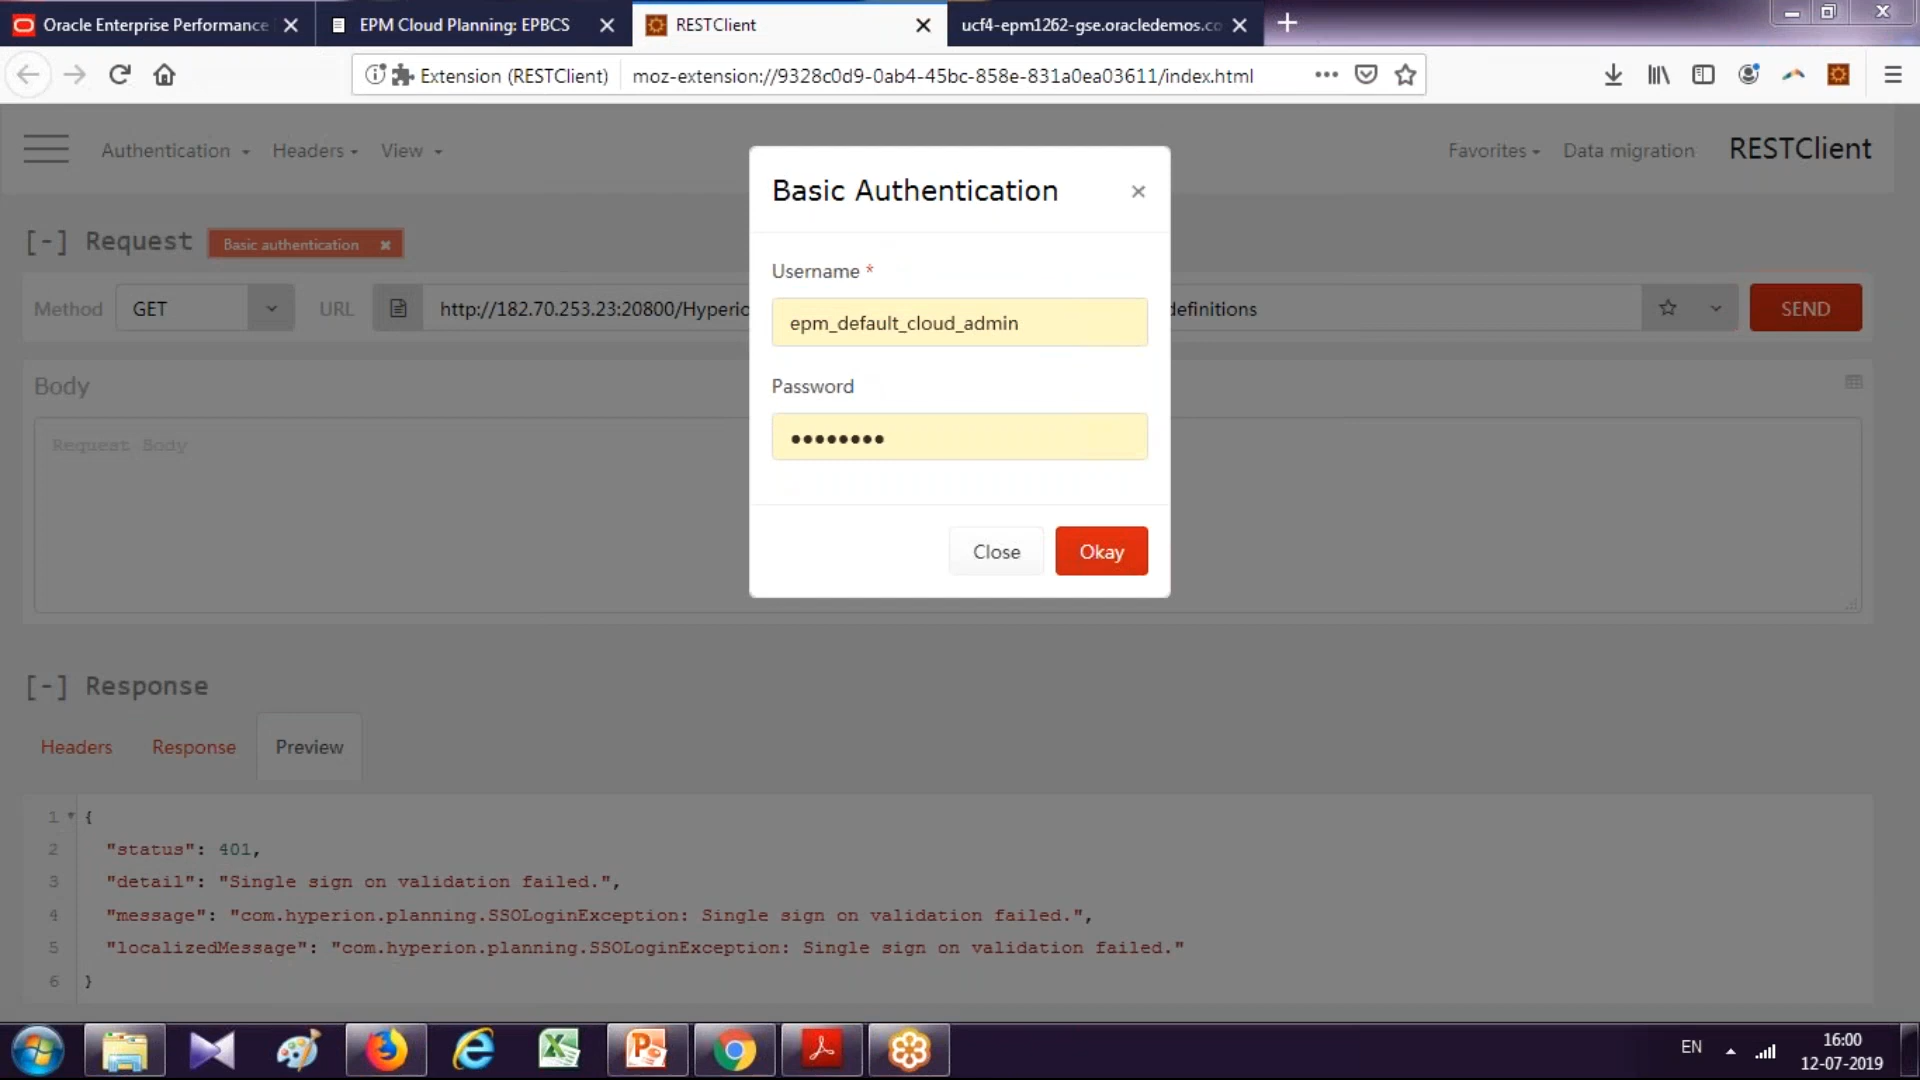 Oracle Enterprise Performance
EPM Cloud Planning: EPBCS
RESTClient
ucf4-epm1262-gse.oracledemos.co
Extension (RESTClient)
moz-extension://9328c0d9-0ab4-45bc-858e-831a0ea03611/index.html
Authentication
Headers
View
Favorites
Data migration
RESTClient
Basic Authentication
×
[-] Request
Basic authentication
Username *
Method
GET
URL
http://182.70.253.23:20800/Hyperio
definitions
SEND
epm_default_cloud_admin
Body
Password
Request Body
••••••••
Close
Okay
[-] Response
Headers
Response
Preview
1 {
2 "status": 401,
3 "detail": "Single sign on validation failed.",
4 "message": "com.hyperion.planning.SSOLoginException: Single sign on validation failed.",
5 "localizedMessage": "com.hyperion.planning.SSOLoginException: Single sign on validation failed."
6 }
EN
16:00
12-07-2019